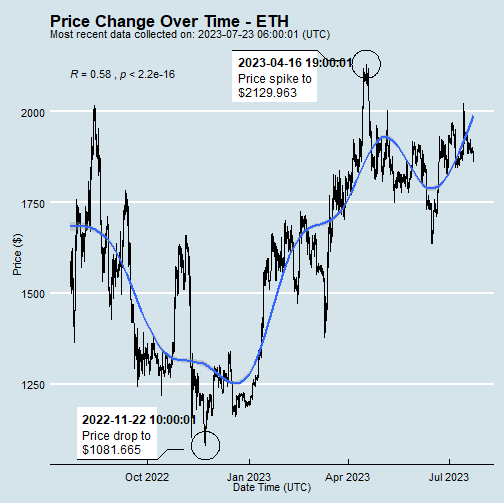 Price Change Over Time - ETH
Most recent data collected on: 2023-07-23 06:00:01 (UTC)
2023-04-16 19:00:01
Price spike to
$2129.963
R = 0.58 , p < 2.2e-16
2000
1750
1500
1250
Price ($)
2022-11-22 10:00:01
Price drop to
$1081.665
Oct 2022
Jan 2023
Apr 2023
Jul 2023
Date Time (UTC)